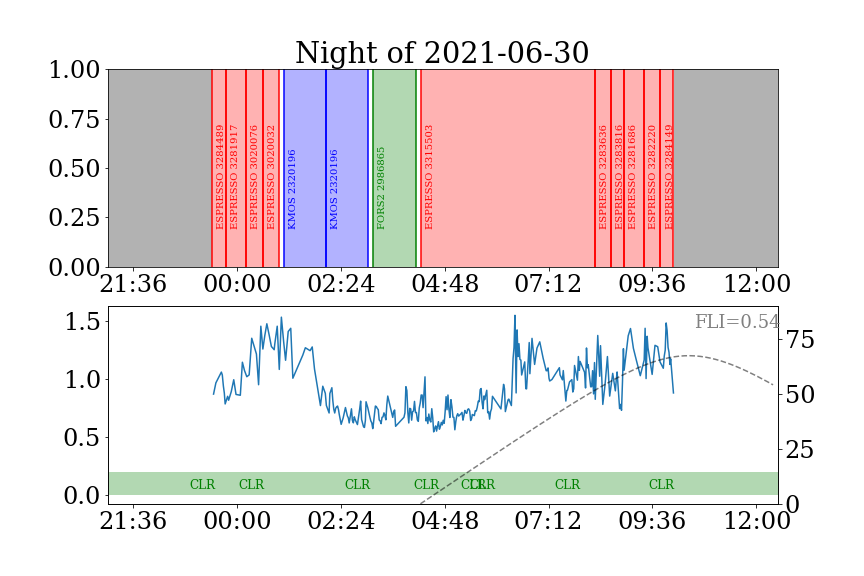 Night of 2021-06-30
1.00
0.75
0.50
0.25
0.00
ESPRESSO 3284489
ESPRESSO 3281917
ESPRESSO 3020076
ESPRESSO 3020032
KMOS 2320196
KMOS 2320196
FORS2 2986865
ESPRESSO 3315503
ESPRESSO 3283636
ESPRESSO 3283816
ESPRESSO 3281686
ESPRESSO 3282220
ESPRESSO 3284149
21:36 00:00 02:24 04:48 07:12 09:36 12:00
1.5
1.0
0.5
0.0
FLI=0.54
75
50
25
0
CLR CLR CLR CLR CLR CLR CLR CLR
21:36 00:00 02:24 04:48 07:12 09:36 12:00